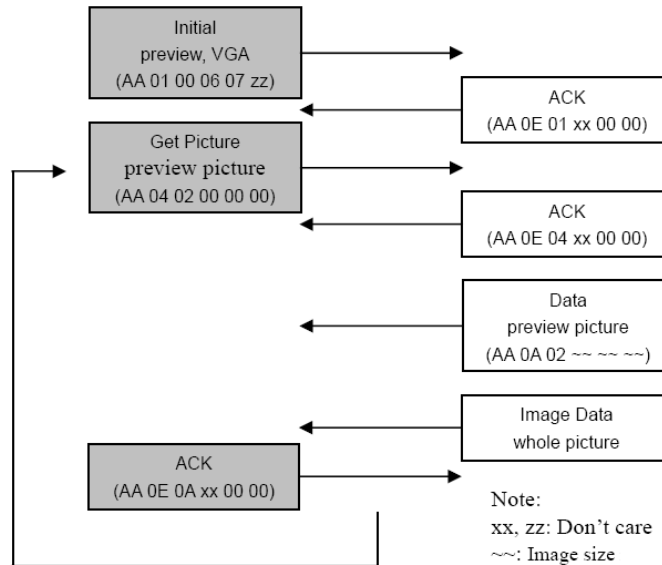 Initial
preview, VGA
(AA 01 00 06 07 zz)
ACK
(AA 0E 01 xx 00 00)
Get Picture
preview picture
(AA 04 02 00 00 00)
ACK
(AA 0E 04 xx 00 00)
Data
preview picture
(AA 0A 02 ~~ ~~ ~~)
Image Data
whole picture
ACK
(AA 0E 0A xx 00 00)
Note:
xx, zz: Don't care
~~: Image size